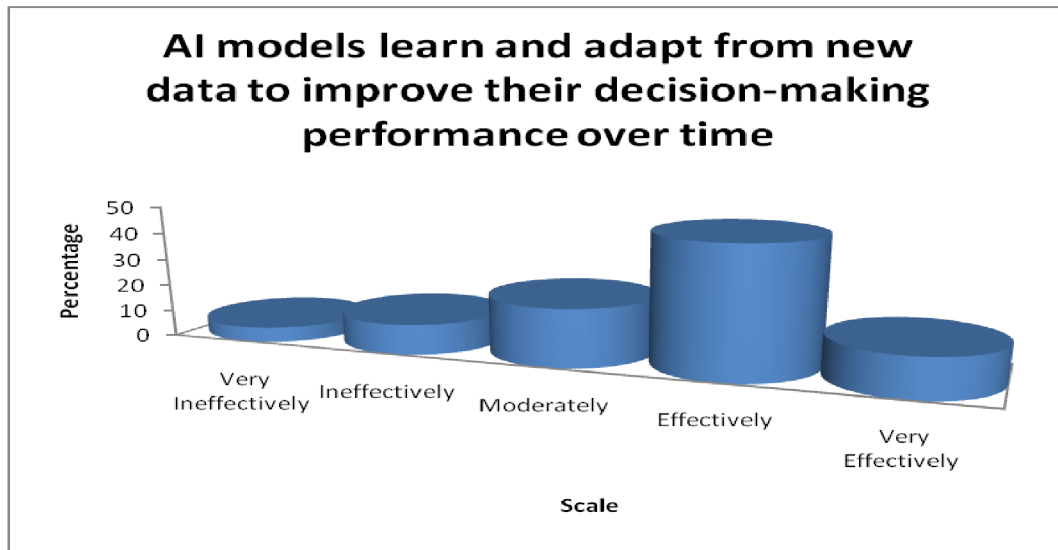 AI models learn and adapt from new
data to improve their decision-making
performance over time
Percentage
50
40
30
20
10
0
Very
Ineffectively
Ineffectively
Moderately
Effectively
Very
Effectively
Scale